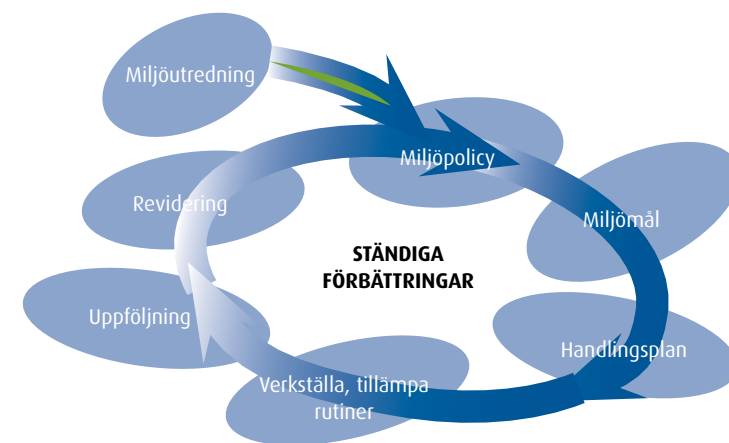 Miljöutredning
Miljöpolicy
Miljömål
Handlingsplan
Verkställa, tillämpa
rutiner
Uppföljning
Revidering
STÄNDIGA
FÖRBÄTTRINGAR